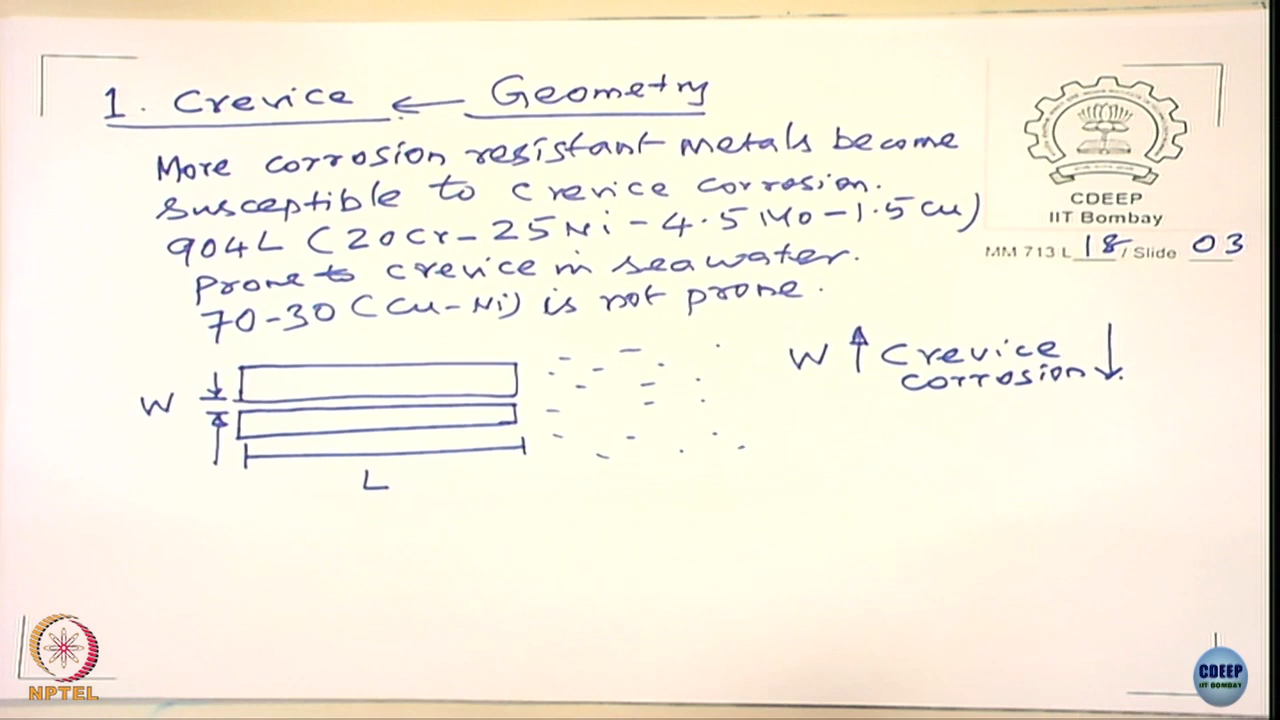 1. Crevice ← Geometry
More corrosion resistant metals become
susceptible to crevice corrosion.
904L (20Cr-25Ni-4.5Mo-1.5Cu)
Prone to crevice in seawater.
70-30 (Cu-Ni) is not prone.
W ↑ Crevice corrosion ↓
W
L
CDEEP
IIT Bombay
MM 713 L 18 / Slide 03
NPTEL
CDEEP
IIT BOMBAY